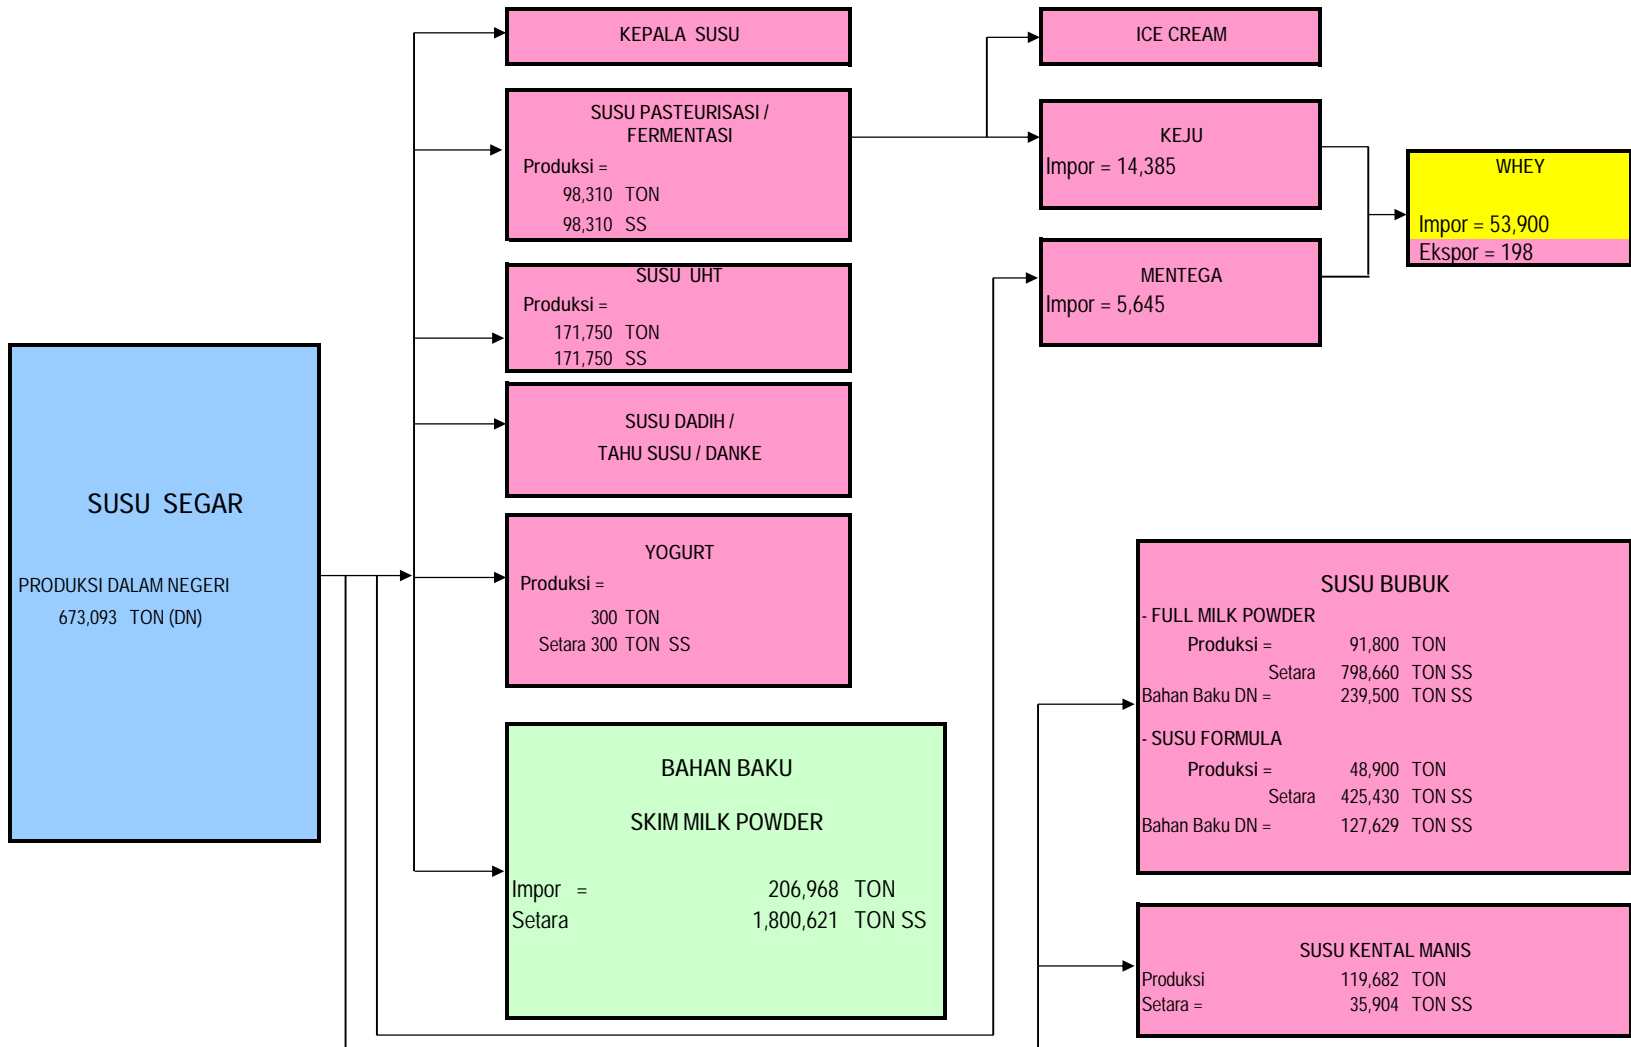 KEPALA SUSU
SUSU PASTEURISASI /
FERMENTASI
Produksi =
98,310 TON
98,310 SS
SUSU UHT
Produksi =
171,750 TON
171,750 SS
SUSU DADIH /
TAHU SUSU / DANKE
YOGURT
Produksi =
300 TON
Setara 300 TON SS
BAHAN BAKU
SKIM MILK POWDER
Impor = 206,968 TON
Setara 1,800,621 TON SS
SUSU SEGAR
PRODUKSI DALAM NEGERI
673,093 TON (DN)
ICE CREAM
KEJU
Impor = 14,385
MENTEGA
Impor = 5,645
WHEY
Impor = 53,900
Ekspor = 198
SUSU BUBUK
- FULL MILK POWDER
Produksi = 91,800 TON
Setara 798,660 TON SS
Bahan Baku DN = 239,500 TON SS
- SUSU FORMULA
Produksi = 48,900 TON
Setara 425,430 TON SS
Bahan Baku DN = 127,629 TON SS
SUSU KENTAL MANIS
Produksi 119,682 TON
Setara = 35,904 TON SS